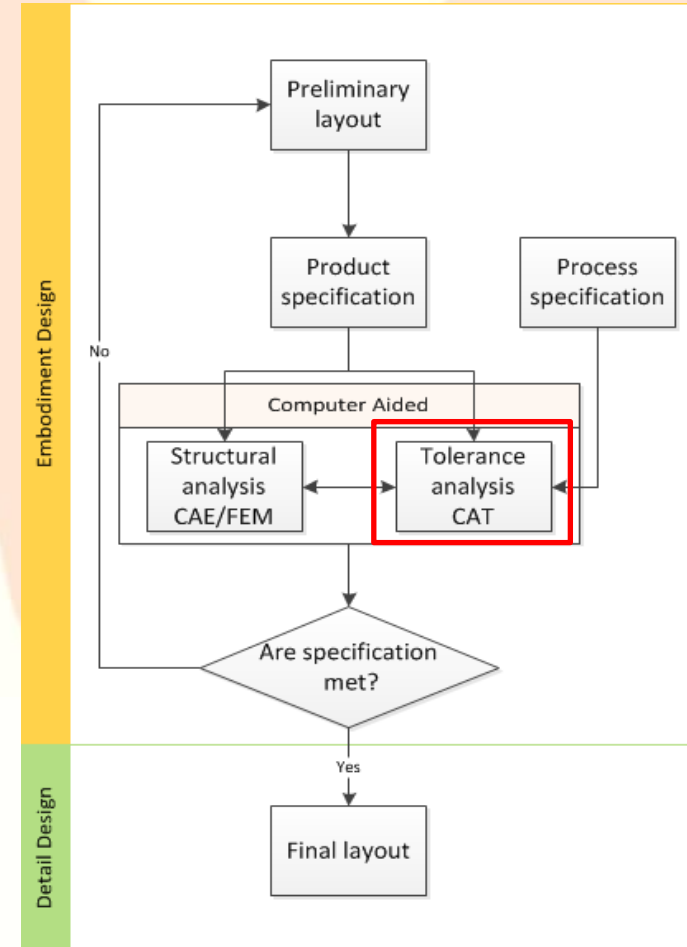 Preliminary
layout
Product
specification
Process
specification
Embodiment Design
No
Computer Aided
Structural
analysis
CAE/FEM
Tolerance
analysis
CAT
Are specification
met?
Yes
Detail Design
Final layout